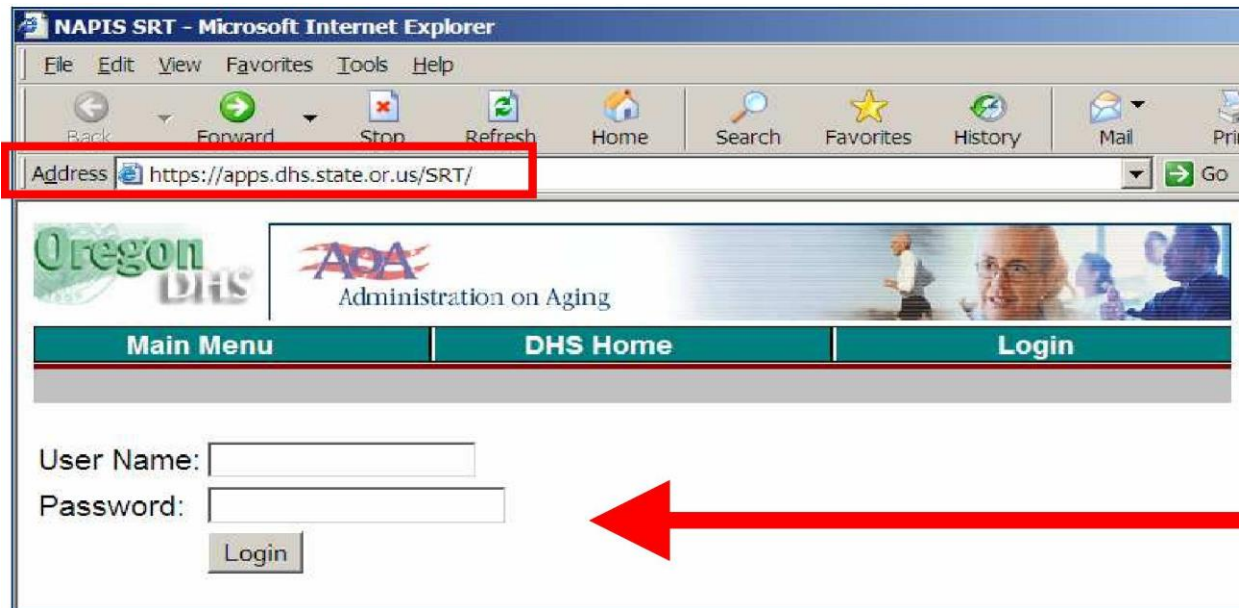 NAPIS SRT - Microsoft Internet Explorer
File Edit View Favorites Tools Help
Back Forward Stop Refresh Home Search Favorites History Mail Pri
Address https://apps.dhs.state.or.us/SRT/ Go
Oregon DHS
AOA
Administration on Aging
Main Menu DHS Home Login
User Name:
Password:
Login